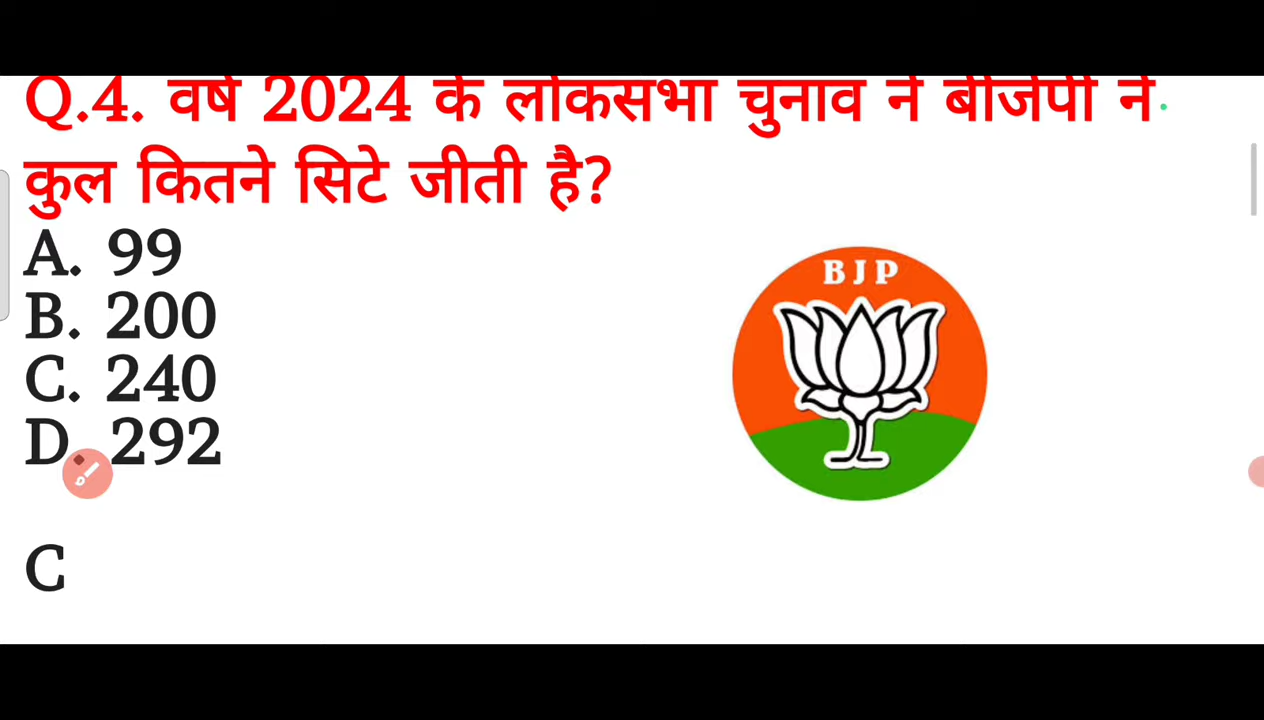 Q.4. वर्ष 2024 के लोकसभा चुनाव ने बीजेपी ने
कुल कितने सिटे जीती है?
A. 99
B. 200
C. 240
D. 292
BJP
C